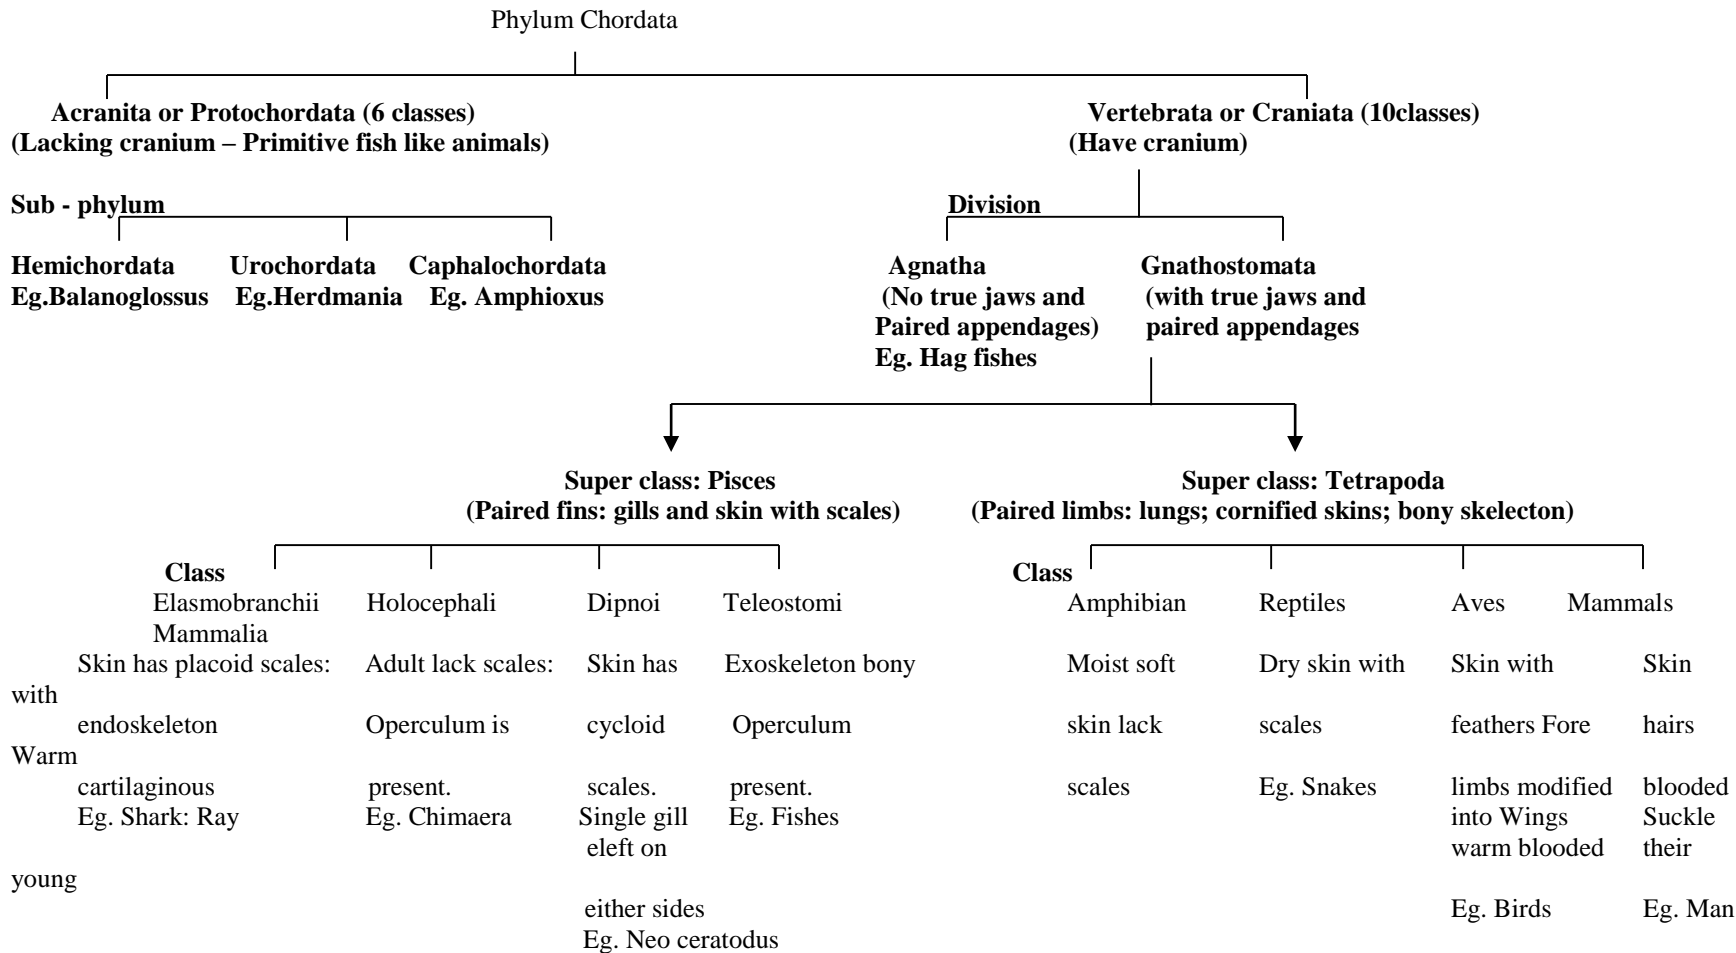 Phylum Chordata
Acranita or Protochordata (6 classes) Vertebrata or Craniata (10classes)
(Lacking cranium – Primitive fish like animals) (Have cranium)
Sub - phylum Division
Hemichordata Urochordata Caphalochordata Agnatha Gnathostomata
Eg.Balanoglossus Eg.Herdmania Eg. Amphioxus (No true jaws and (with true jaws and
Paired appendages) paired appendages
Eg. Hag fishes
Super class: Pisces Super class: Tetrapoda
(Paired fins: gills and skin with scales) (Paired limbs: lungs; cornified skins; bony skelecton)
Class Class
Elasmobranchii Holocephali Dipnoi Teleostomi Amphibian Reptiles Aves Mammals
Mammalia
Skin has placoid scales: Adult lack scales: Skin has Exoskeleton bony Moist soft Dry skin with Skin with Skin
with
endoskeleton Operculum is cycloid Operculum skin lack scales feathers Fore hairs
Warm
cartilaginous present. scales. present. scales Eg. Snakes limbs modified blooded
Eg. Shark: Ray Eg. Chimaera Single gill Eg. Fishes into Wings Suckle
eleft on warm blooded their
young
either sides Eg. Birds Eg. Man
Eg. Neo ceratodus